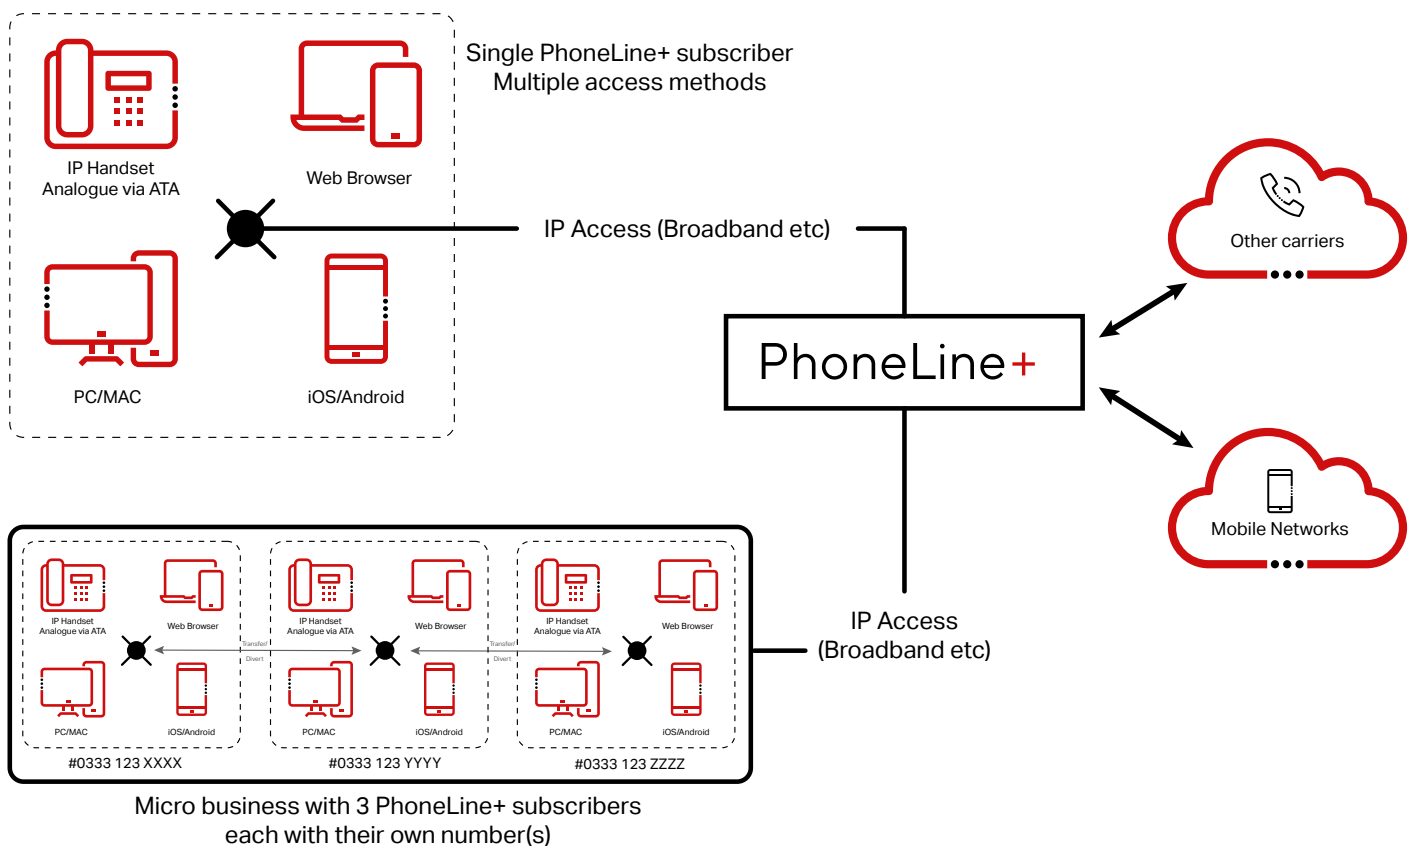 Single PhoneLine+ subscriber
Multiple access methods
IP Handset
Analogue via ATA
Web Browser
PC/MAC
iOS/Android
IP Access (Broadband etc)
PhoneLine+
Other carriers
Mobile Networks
IP Access
(Broadband etc)
IP Handset
Analogue via ATA
Web Browser
PC/MAC
iOS/Android
#0333 123 XXXX
Transfer/
Divert
IP Handset
Analogue via ATA
Web Browser
PC/MAC
iOS/Android
#0333 123 YYYY
Transfer/
Divert
IP Handset
Analogue via ATA
Web Browser
PC/MAC
iOS/Android
#0333 123 ZZZZ
Micro business with 3 PhoneLine+ subscribers
each with their own number(s)